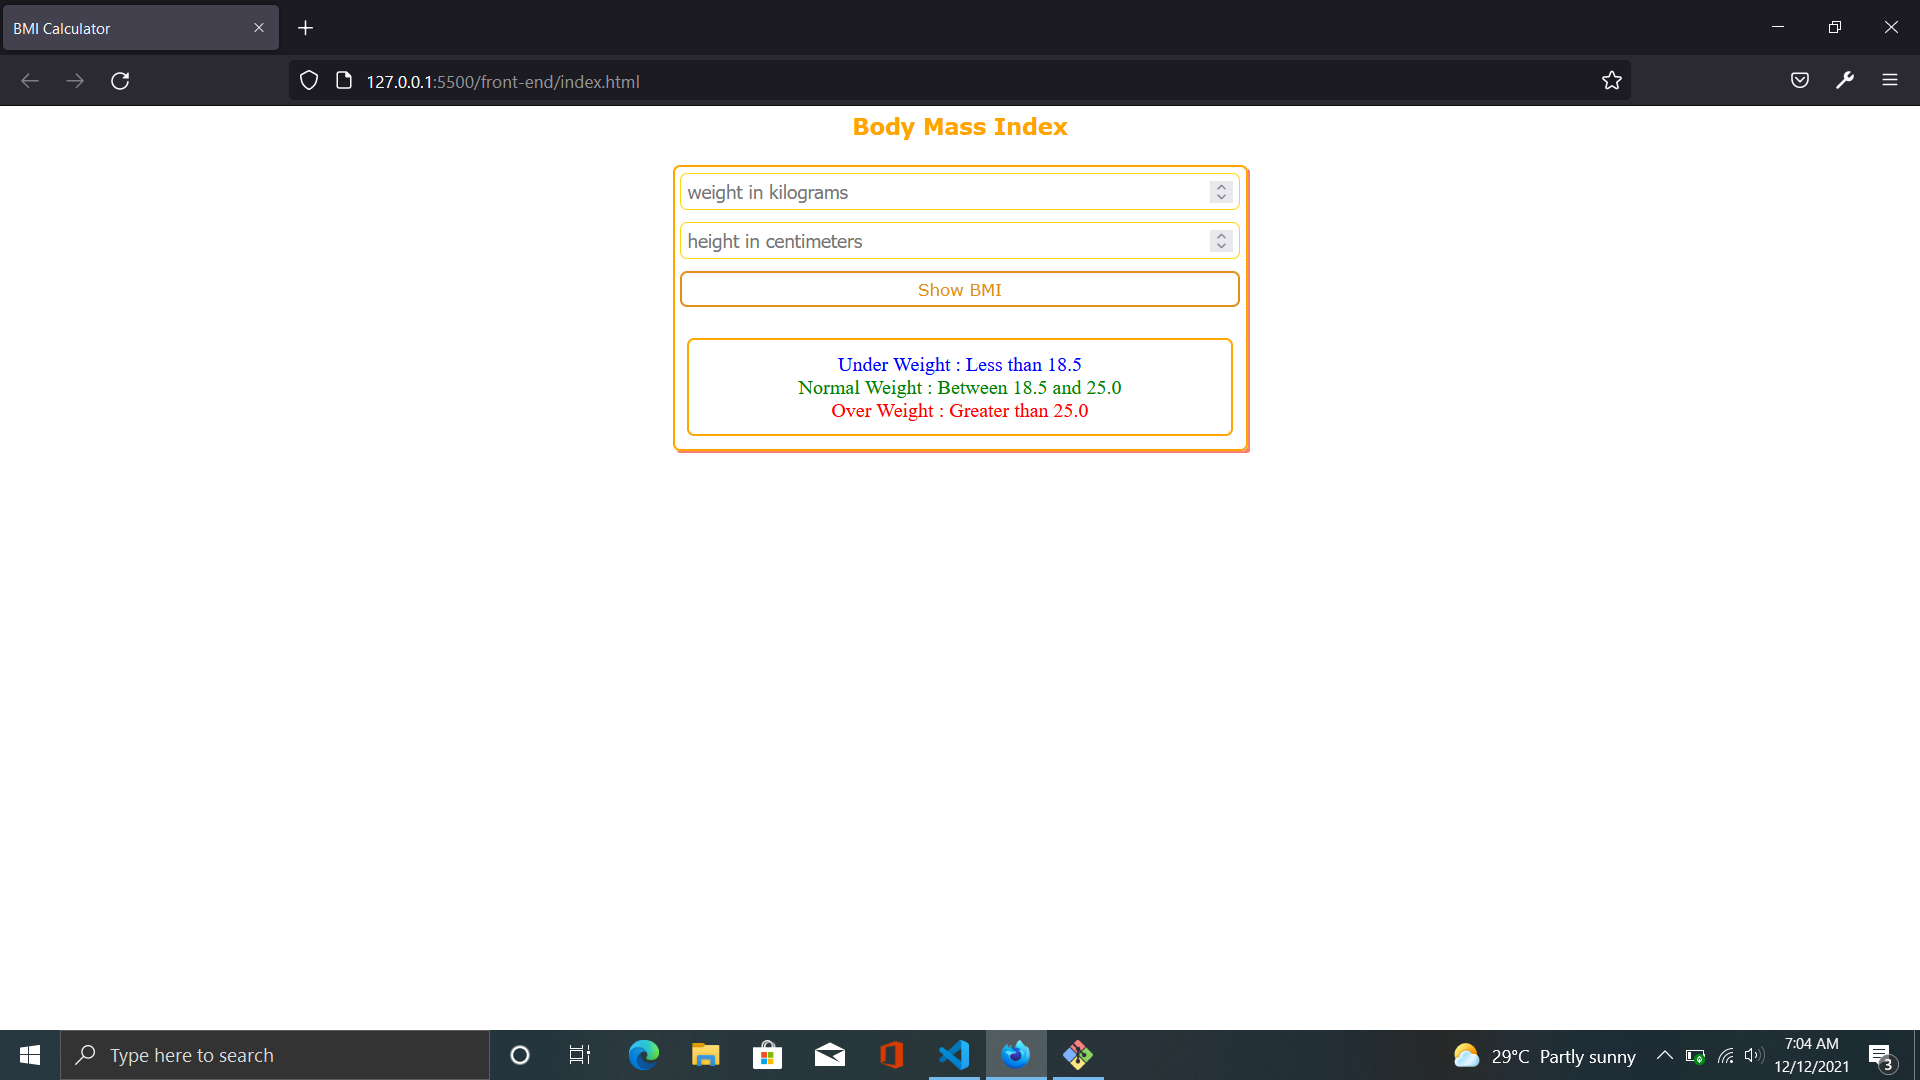 BMI Calculator
127.0.0.1:5500/front-end/index.html
Body Mass Index
weight in kilograms
height in centimeters
Show BMI
Under Weight : Less than 18.5
Normal Weight : Between 18.5 and 25.0
Over Weight : Greater than 25.0
Type here to search
29°C Partly sunny
7:04 AM
12/12/2021
3